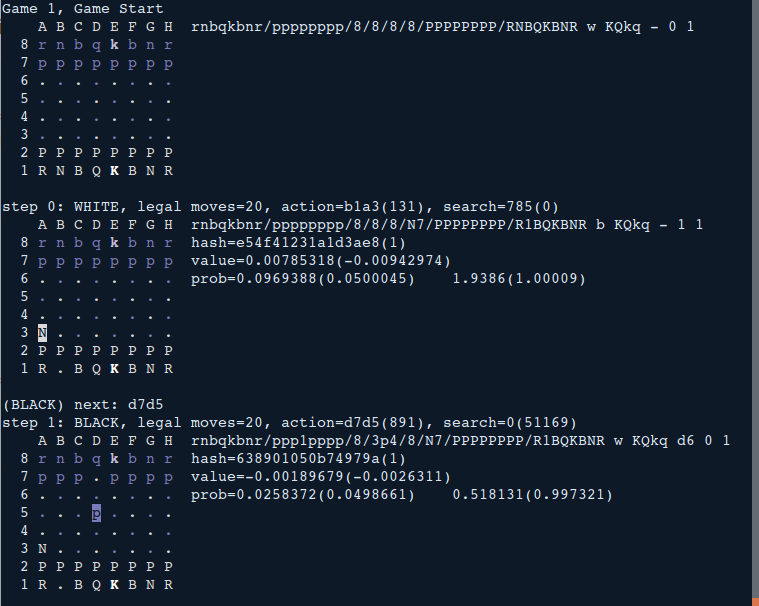 Game 1, Game Start
A B C D E F G H rnbqkbnr/pppppppp/8/8/8/8/PPPPPPPP/RNBQKBNR w KQkq - 0 1
8 r n b q k b n r
7 p p p p p p p p
6 . . . . . . . .
5 . . . . . . . .
4 . . . . . . . .
3 . . . . . . . .
2 P P P P P P P P
1 R N B Q K B N R
step 0: WHITE, legal moves=20, action=b1a3(131), search=785(0)
A B C D E F G H rnbqkbnr/pppppppp/8/8/8/N7/PPPPPPPP/R1BQKBNR b KQkq - 1 1
8 r n b q k b n r hash=e54f41231a1d3ae8(1)
7 p p p p p p p p value=0.00785318(-0.00942974)
6 . . . . . . . . prob=0.0969388(0.0500045) 1.9386(1.00009)
5 . . . . . . . .
4 . . . . . . . .
3 N . . . . . . .
2 P P P P P P P P
1 R . B Q K B N R
(BLACK) next: d7d5
step 1: BLACK, legal moves=20, action=d7d5(891), search=0(51169)
A B C D E F G H rnbqkbnr/ppp1pppp/8/3p4/8/N7/PPPPPPPP/R1BQKBNR w KQkq d6 0 1
8 r n b q k b n r hash=638901050b74979a(1)
7 p p p . p p p p value=-0.00189679(-0.0026311)
6 . . . . . . . . prob=0.0258372(0.0498661) 0.518131(0.997321)
5 . . . p . . . .
4 . . . . . . . .
3 N . . . . . . .
2 P P P P P P P P
1 R . B Q K B N R